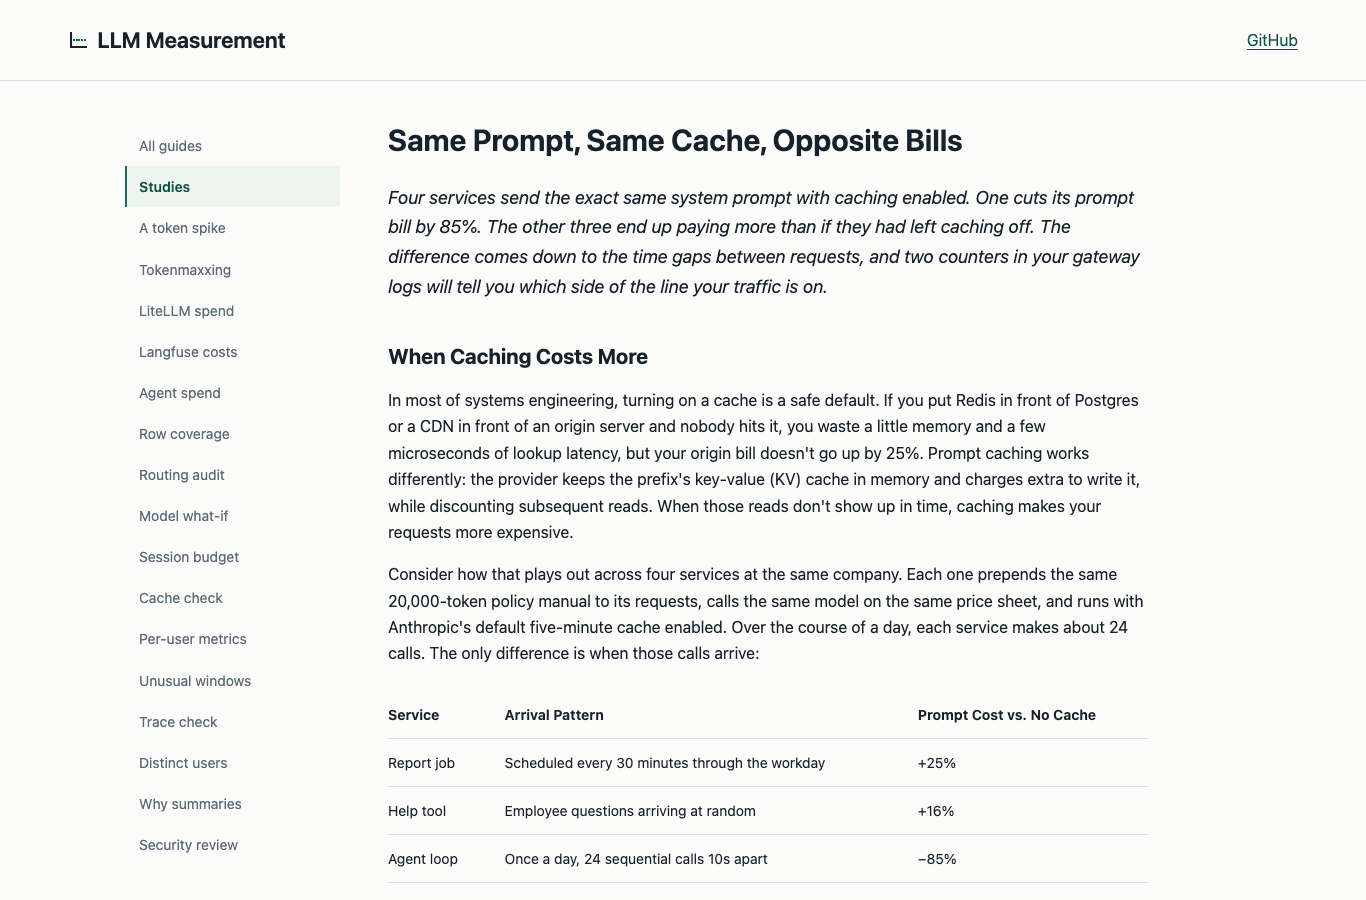 LLM Measurement
GitHub
All guides
Studies
A token spike
Tokenmaxxing
LiteLLM spend
Langfuse costs
Agent spend
Row coverage
Routing audit
Model what-if
Session budget
Cache check
Per-user metrics
Unusual windows
Trace check
Distinct users
Why summaries
Security review
Same Prompt, Same Cache, Opposite Bills
Four services send the exact same system prompt with caching enabled. One cuts its prompt
bill by 85%. The other three end up paying more than if they had left caching off. The
difference comes down to the time gaps between requests, and two counters in your gateway
logs will tell you which side of the line your traffic is on.
When Caching Costs More
In most of systems engineering, turning on a cache is a safe default. If you put Redis in front of Postgres
or a CDN in front of an origin server and nobody hits it, you waste a little memory and a few
microseconds of lookup latency, but your origin bill doesn't go up by 25%. Prompt caching works
differently: the provider keeps the prefix's key-value (KV) cache in memory and charges extra to write it,
while discounting subsequent reads. When those reads don't show up in time, caching makes your
requests more expensive.
Consider how that plays out across four services at the same company. Each one prepends the same
20,000-token policy manual to its requests, calls the same model on the same price sheet, and runs with
Anthropic's default five-minute cache enabled. Over the course of a day, each service makes about 24
calls. The only difference is when those calls arrive:
Service Arrival Pattern Prompt Cost vs. No Cache
Report job Scheduled every 30 minutes through the workday +25%
Help tool Employee questions arriving at random +16%
Agent loop Once a day, 24 sequential calls 10s apart −85%